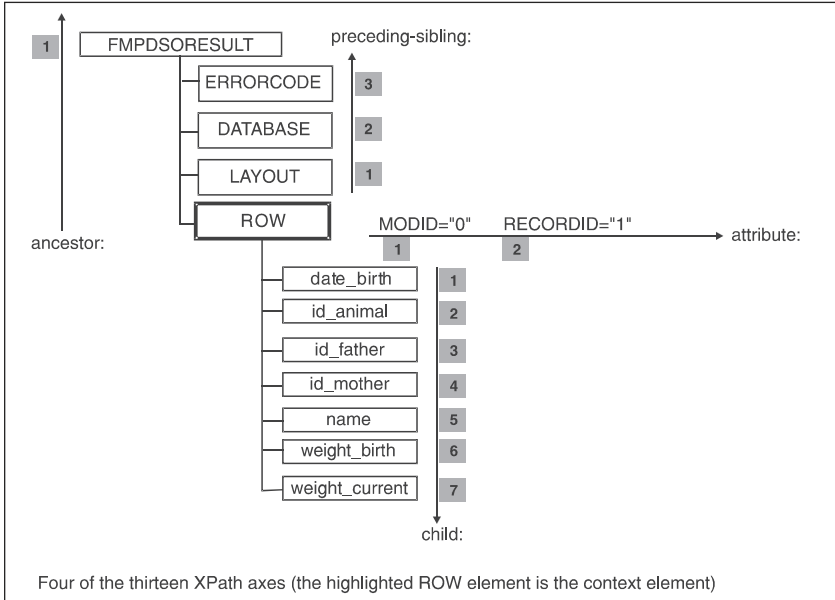 1
FMPDSORESULT
preceding-sibling:
ERRORCODE
3
DATABASE
2
LAYOUT
1
ROW
MODID="0" RECORDID="1"
1
2
attribute:
ancestor:
date_birth
1
id_animal
2
id_father
3
id_mother
4
name
5
weight_birth
6
weight_current
7
child:
Four of the thirteen XPath axes (the highlighted ROW element is the context element)